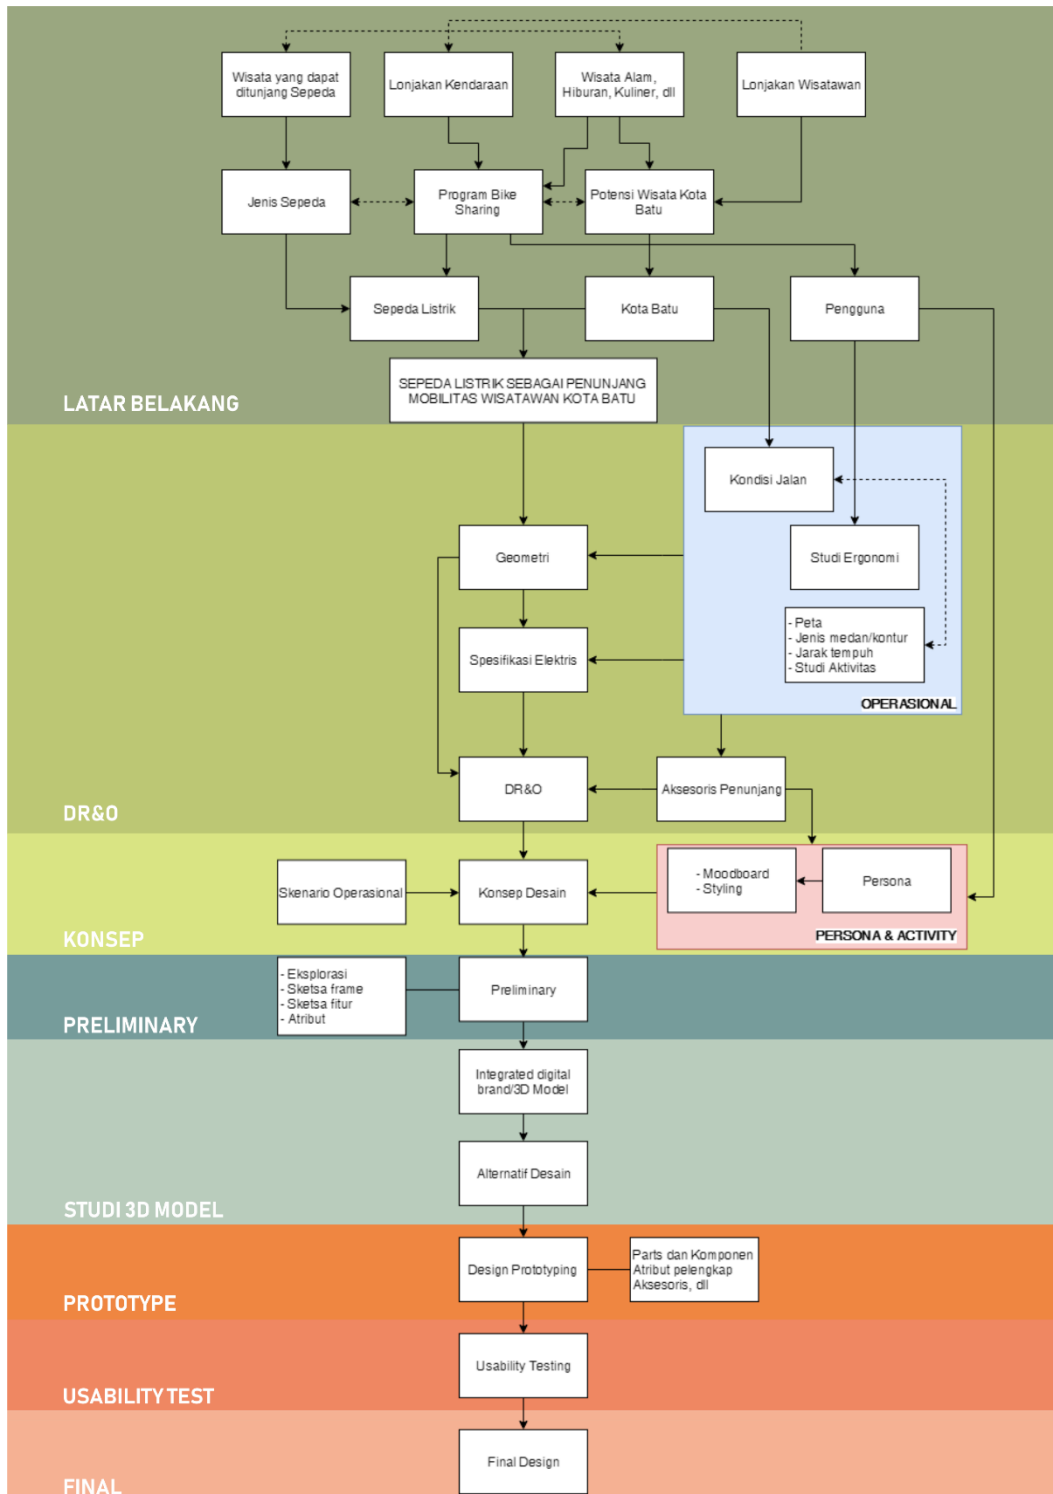 Wisata yang dapat
ditunjang Sepeda
Lonjakan Kendaraan
Wisata Alam,
Hiburan, Kuliner, dll
Lonjakan Wisatawan
Jenis Sepeda
Program Bike
Sharing
Potensi Wisata Kota
Batu
Sepeda Listrik
Kota Batu
Pengguna
SEPEDA LISTRIK SEBAGAI PENUNJANG
MOBILITAS WISATAWAN KOTA BATU
LATAR BELAKANG
Kondisi Jalan
Geometri
Studi Ergonomi
- Peta
- Jenis medan/kontur
- Jarak tempuh
- Studi Aktivitas
Spesifikasi Elektris
OPERASIONAL
DR&O
Aksesoris Penunjang
DR&O
Skenario Operasional
Konsep Desain
- Moodboard
- Styling
Persona
PERSONA & ACTIVITY
KONSEP
- Eksplorasi
- Sketsa frame
- Sketsa fitur
- Atribut
Preliminary
PRELIMINARY
Integrated digital
brand/3D Model
Alternatif Desain
STUDI 3D MODEL
Design Prototyping
Parts dan Komponen
Atribut pelengkap
Aksesoris, dll
PROTOTYPE
Usability Testing
USABILITY TEST
Final Design
FINAL